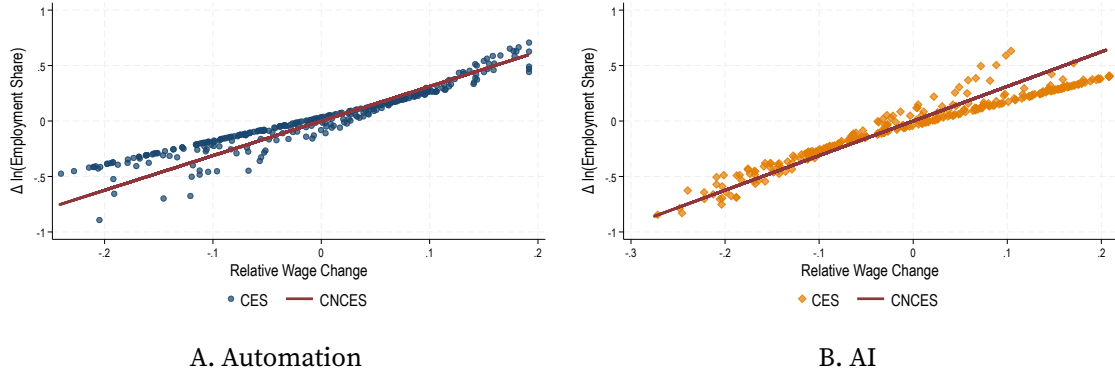 1
.5
0
-.5
-1
Δ ln(Employment Share)
-.2
-.1
0
.1
.2
Relative Wage Change
CES
CNCES
A. Automation
1
.5
0
-.5
-1
Δ ln(Employment Share)
-.3
-.2
-.1
0
.1
.2
Relative Wage Change
CES
CNCES
B. AI